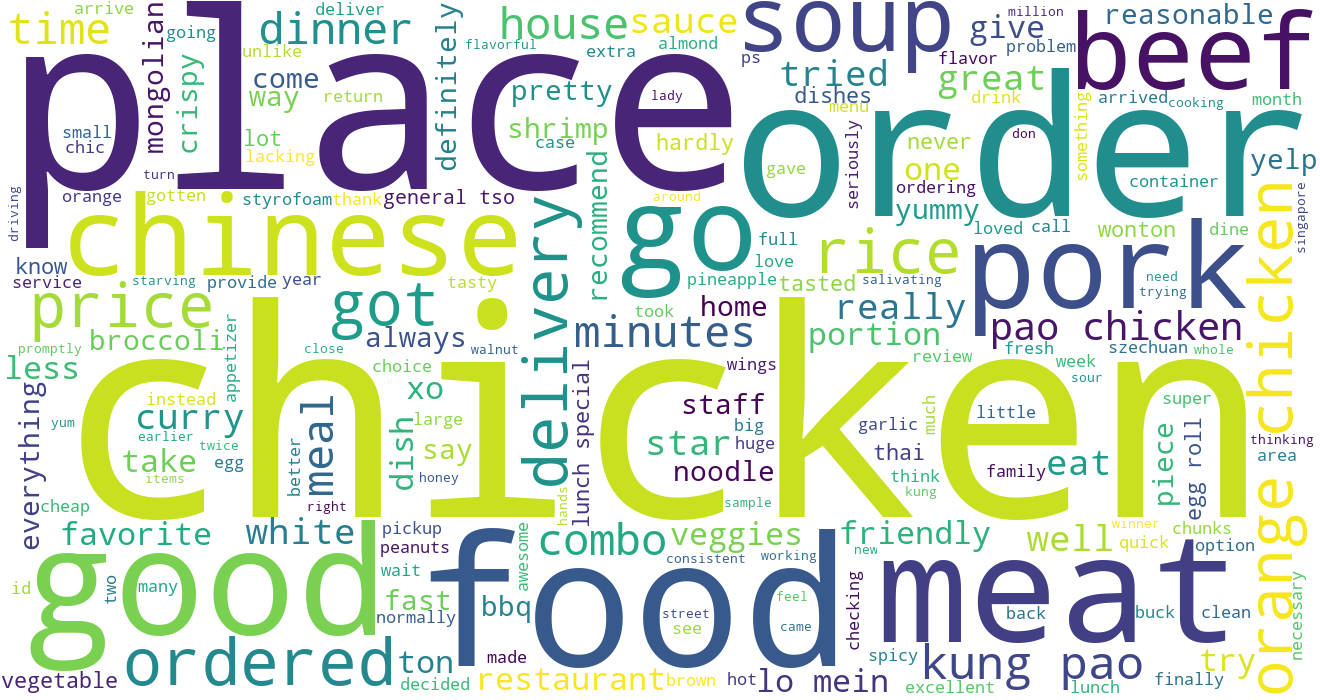 arrive
deliver
time
going
dinner
mongolian
unlike
flavorful
house
sauce
extra
almond
soup
give
million
problem
reasonable
beef
ps
flavor
place
crispy
come
way
return
definitely
pretty
tried
dishes
great
menu
drink
arrived
cooking
month
lady
order
small
chic
lot
lacking
shrimp
case
hardly
seriously
never
don
something
yelp
turn
one
gave
container
driving
orange
gotten
styrofoam
thank
general tso
recommend
around
ordering
yummy
loved
call
wonton
dine
singapore
chinese
delivery
go
full
love
rice
pork
orange chicken
know
service
starving
provide
year
tasty
pineapple
tasted
salivating
need
trying
price
got
took
home
really
broccoli
always
minutes
portion
pao chicken
promptly
appetizer
close
walnut
review
fresh
szechuan
whole
less
choice
wings
week
sour
everything
instead
xo
staff
much
little
super
chicken
yum
curry
large
lunch special
big
huge
star
garlic
earlier
twice
meal
dish
say
thai
thinking
take
egg
better
honey
noodle
think
family
eat
piece
egg roll
area
items
kung
cheap
right
hands
sample
favorite
white
pickup
combo
veggies
friendly
well
winner
chunks
good
peanuts
awesome
consistent
working
new
quick
option
food
meat
id
two
many
wait
fast
normally
bbq
street
see
feel
came
checking
back
buck
clean
necessary
ordered
ton
made
spicy
kung pao
try
vegetable
decided
restaurant
brown
hot
lo mein
excellent
lunch
finally